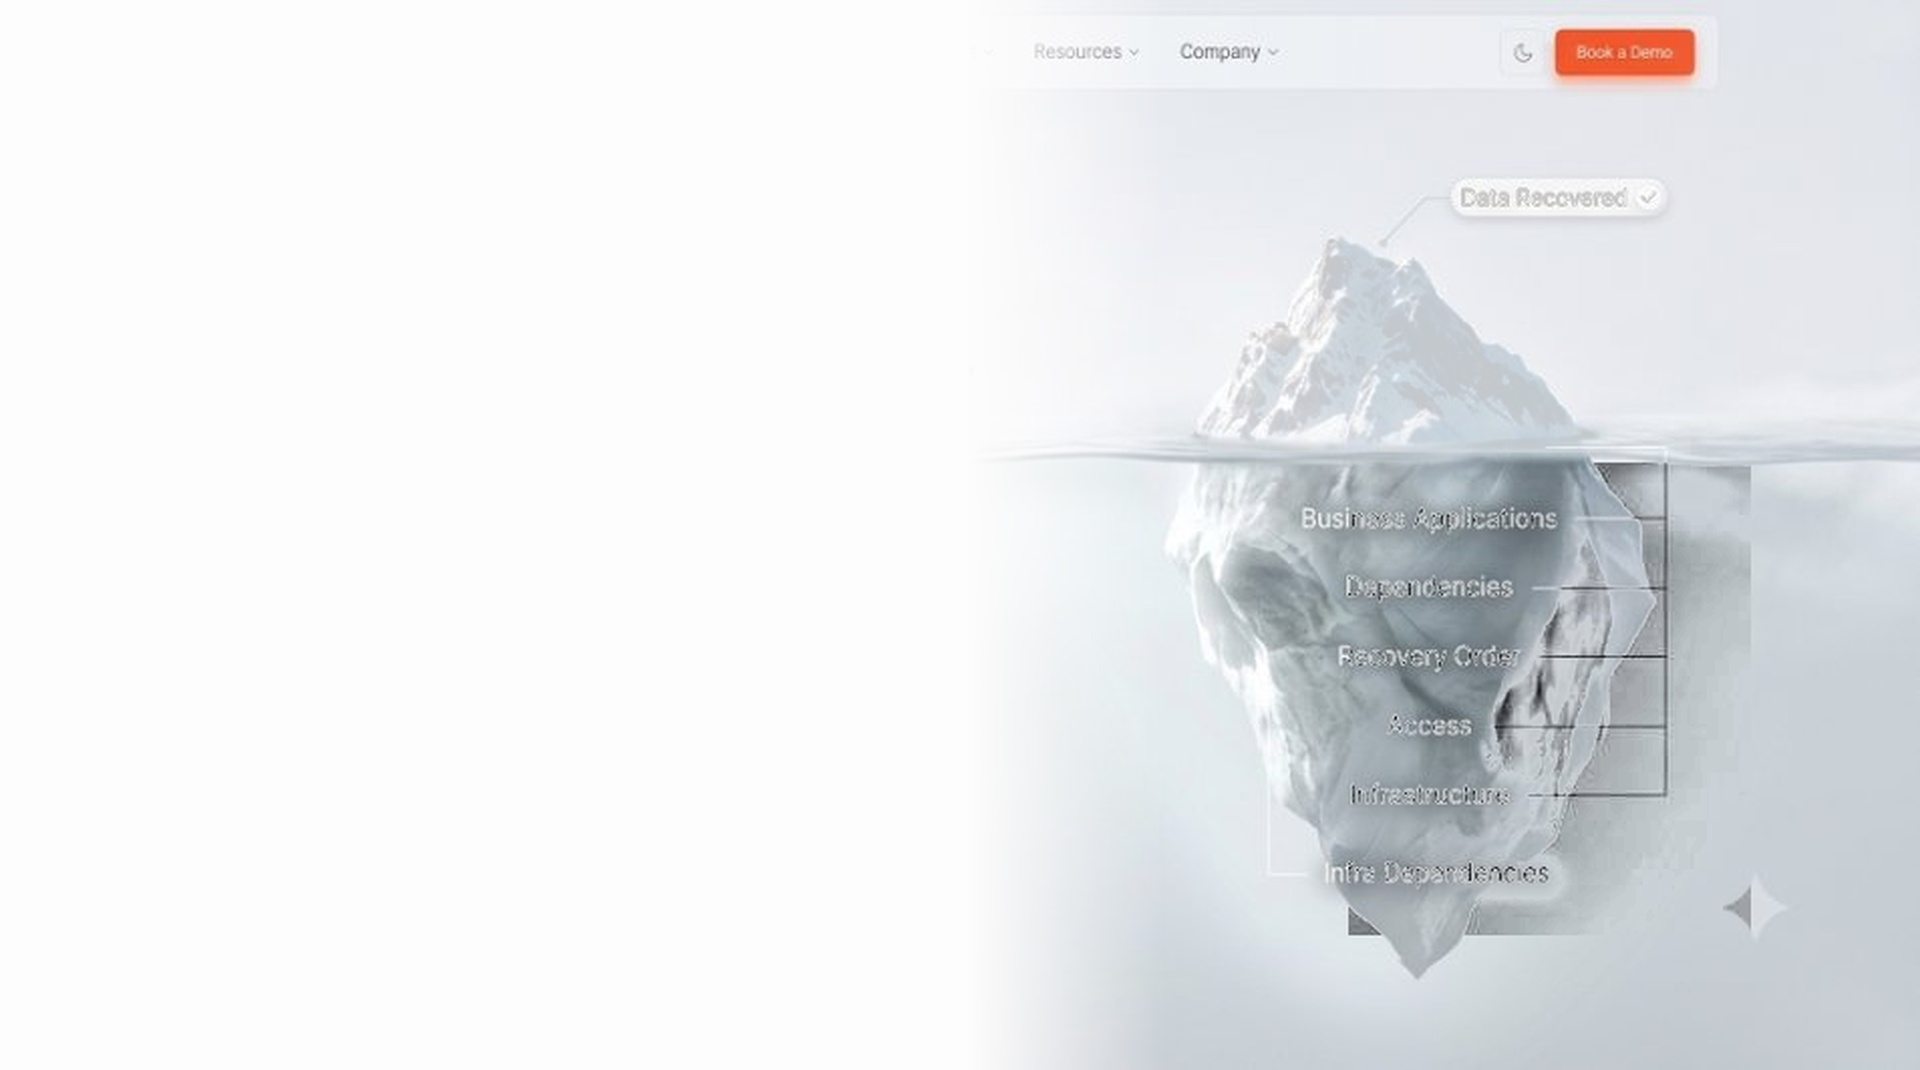 Resources
Company
Book a Demo
Data Recovered
Business Applications
Dependencies
Recovery Order
Access
Infrastructure
Infra Dependencies